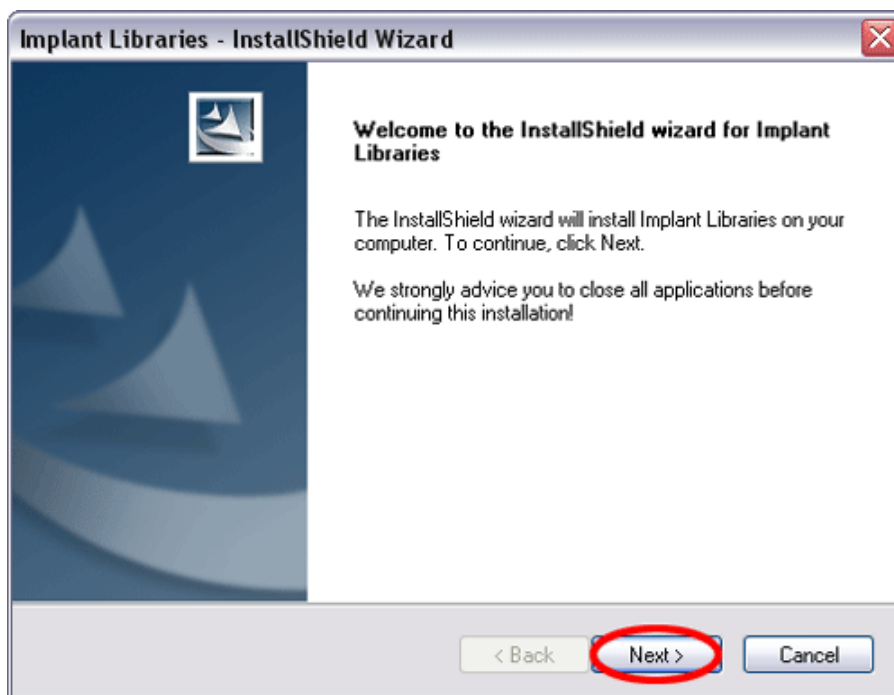 Implant Libraries - InstallShield Wizard
Welcome to the InstallShield wizard for Implant
Libraries
The InstallShield wizard will install Implant Libraries on your
computer. To continue, click Next.
We strongly advice you to close all applications before
continuing this installation!
< Back Next > Cancel